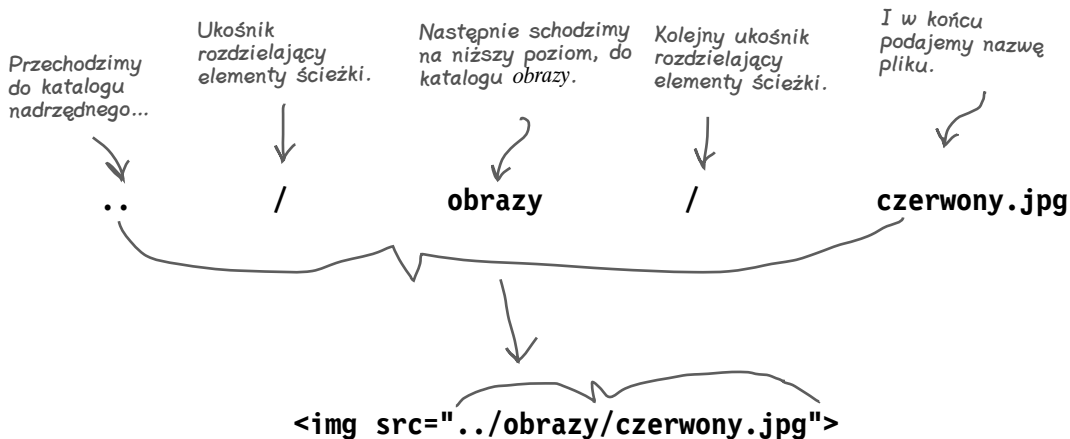 Przechodzimy
do katalogu
nadrzędnego...
Ukośnik
rozdzielający
elementy ścieżki.
Następnie schodzimy
na niższy poziom, do
katalogu obrazy.
Kolejny ukośnik
rozdzielający
elementy ścieżki.
I w końcu
podajemy nazwę
pliku.
.. / obrazy / czerwony.jpg
<img src="../obrazy/czerwony.jpg">